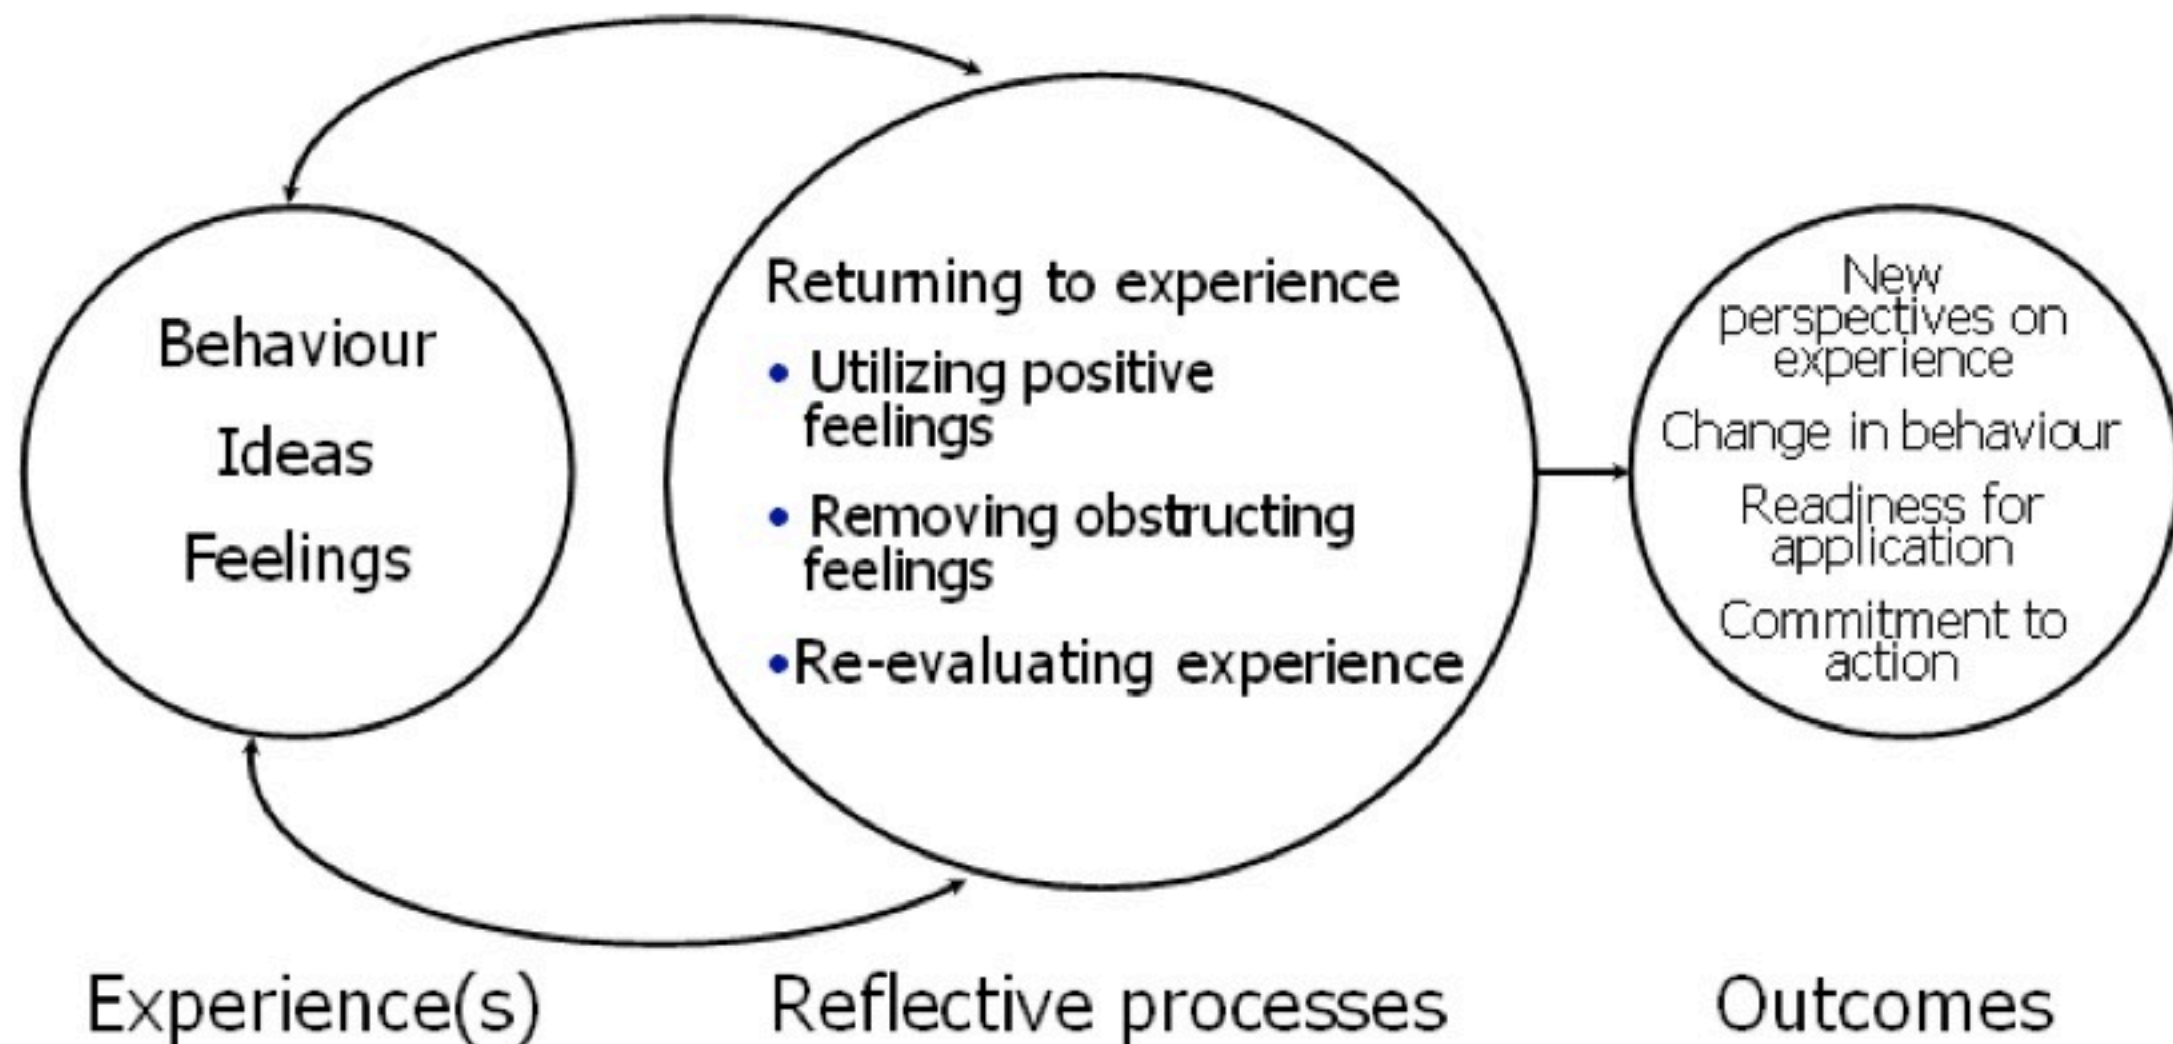 Behaviour
Ideas
Feelings
Returning to experience
• Utilizing positive
feelings
• Removing obstructing
feelings
•Re-evaluating experience
New
perspectives on
experience
Change in behaviour
Readiness for
application
Commitment to
action
Experience(s)
Reflective processes
Outcomes